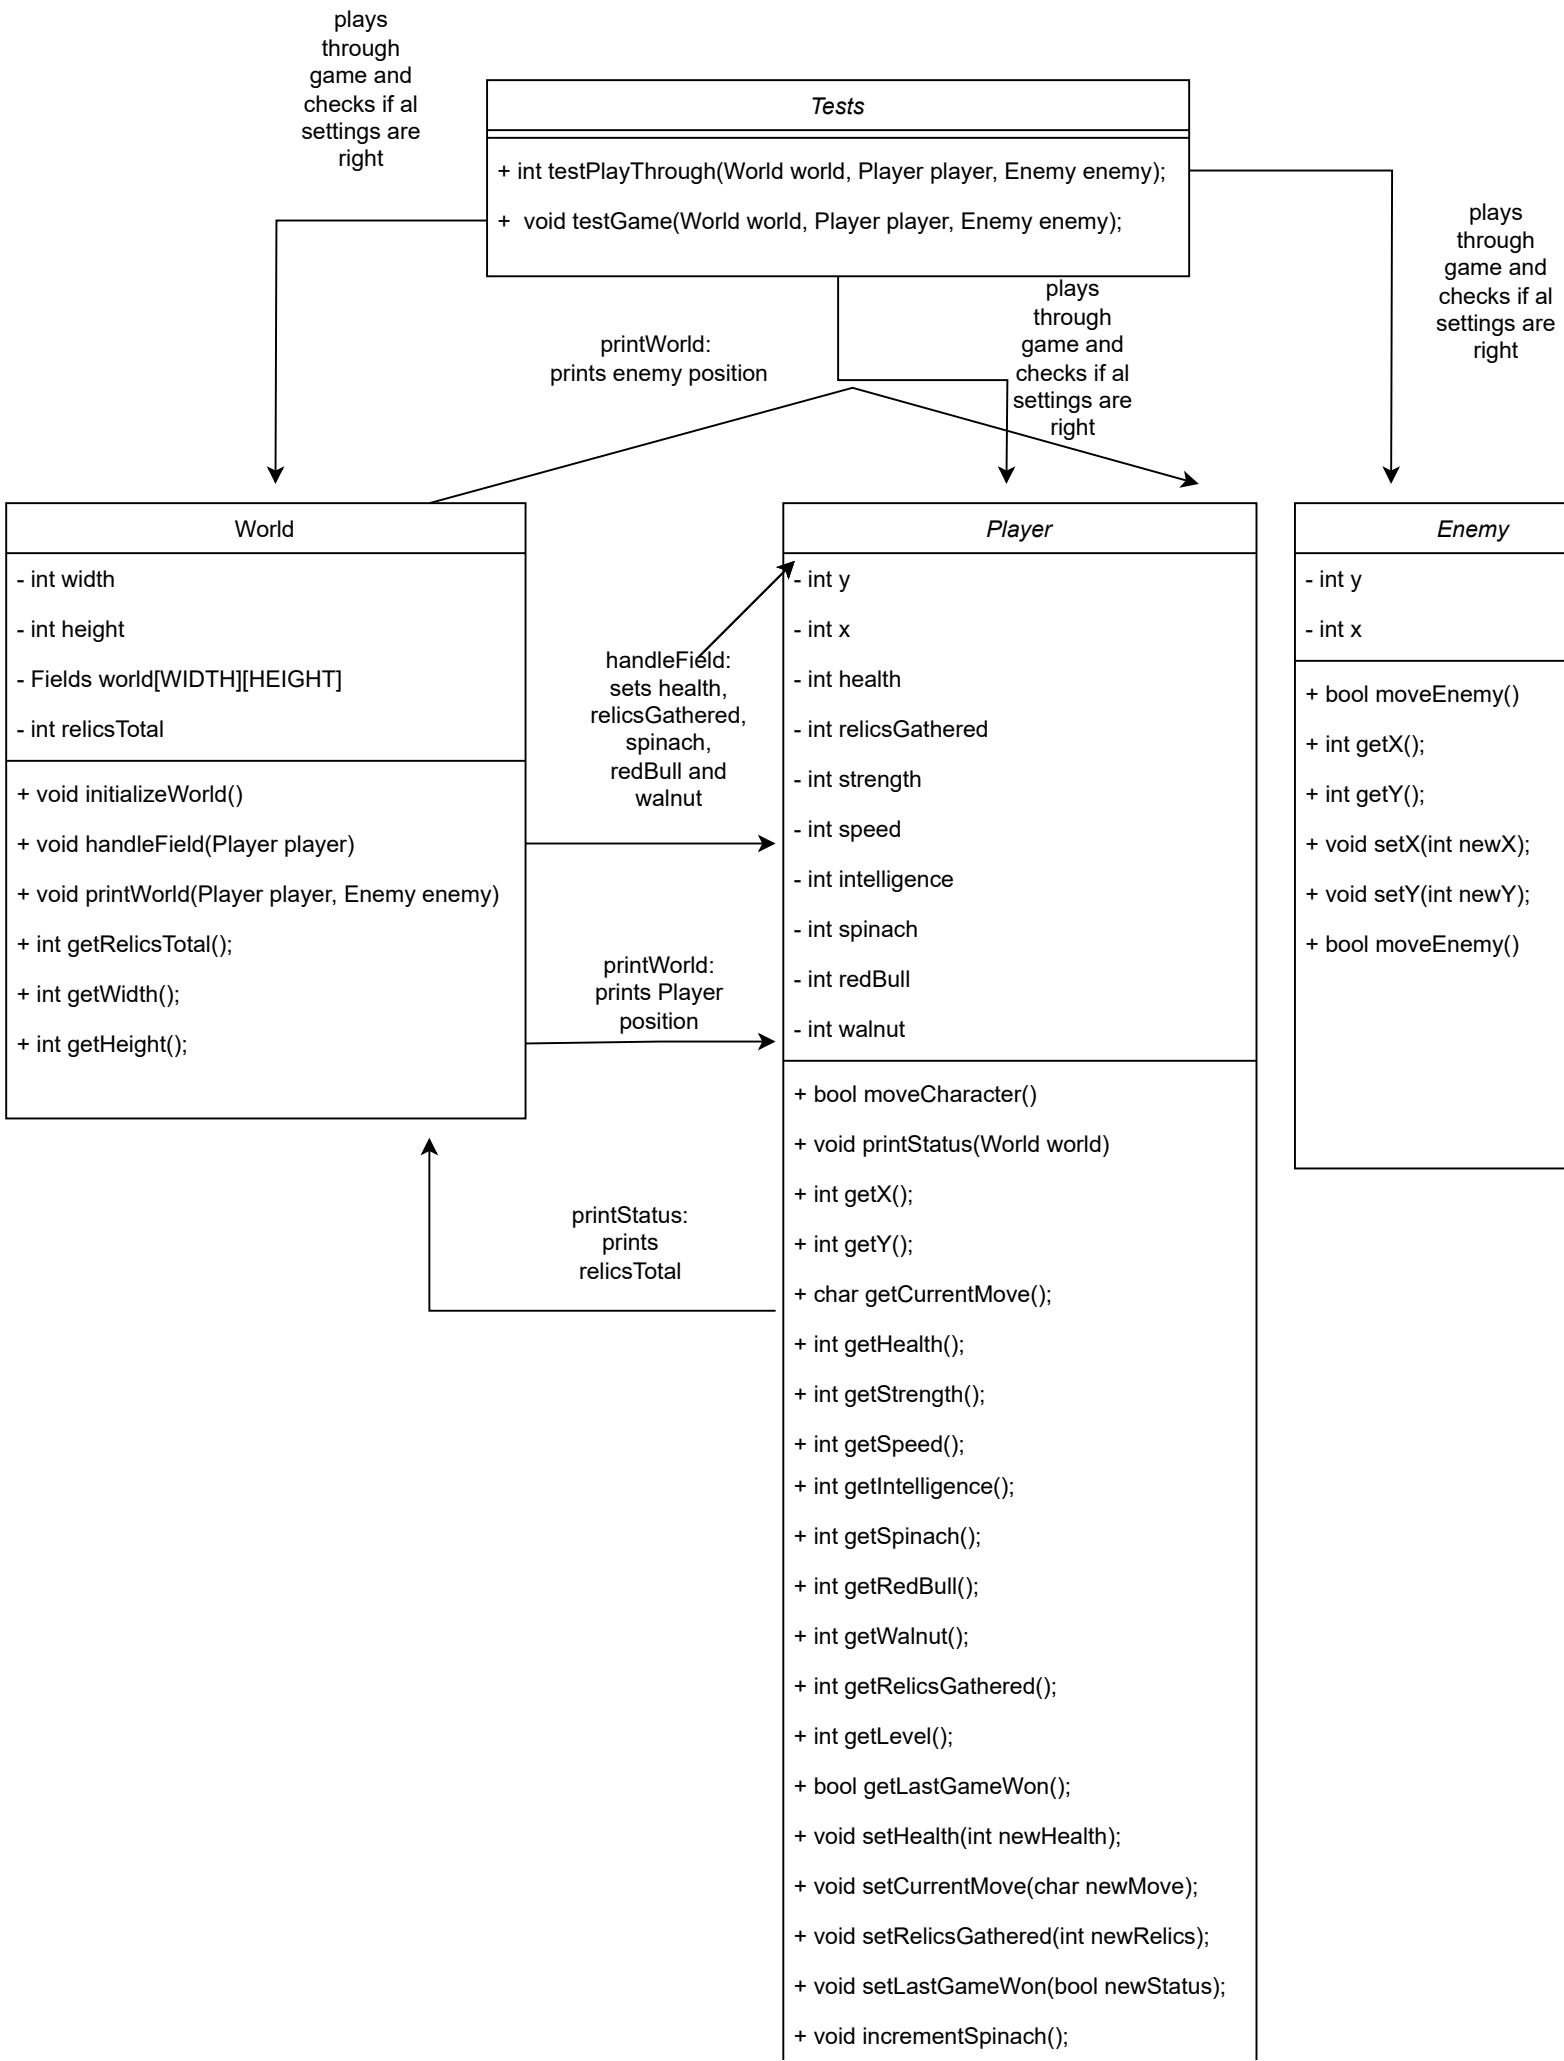 plays
through
game and
checks if al
settings are
right
Tests
+ int testPlayThrough(World world, Player player, Enemy enemy);
+  void testGame(World world, Player player, Enemy enemy);
plays
through
game and
checks if al
settings are
right
plays
through
game and
checks if al
settings are
right
printWorld:
prints enemy position
World
- int width
- int height
- Fields world[WIDTH][HEIGHT]
- int relicsTotal
+ void initializeWorld()
+ void handleField(Player player)
+ void printWorld(Player player, Enemy enemy)
+ int getRelicsTotal();
+ int getWidth();
+ int getHeight();
handleField:
sets health,
relicsGathered,
spinach,
redBull and
walnut
printWorld:
prints Player
position
printStatus:
prints
relicsTotal
Player
- int y
- int x
- int health
- int relicsGathered
- int strength
- int speed
- int intelligence
- int spinach
- int redBull
- int walnut
+ bool moveCharacter()
+ void printStatus(World world)
+ int getX();
+ int getY();
+ char getCurrentMove();
+ int getHealth();
+ int getStrength();
+ int getSpeed();
+ int getIntelligence();
+ int getSpinach();
+ int getRedBull();
+ int getWalnut();
+ int getRelicsGathered();
+ int getLevel();
+ bool getLastGameWon();
+ void setHealth(int newHealth);
+ void setCurrentMove(char newMove);
+ void setRelicsGathered(int newRelics);
+ void setLastGameWon(bool newStatus);
+ void incrementSpinach();
Enemy
- int y
- int x
+ bool moveEnemy()
+ int getX();
+ int getY();
+ void setX(int newX);
+ void setY(int newY);
+ bool moveEnemy()